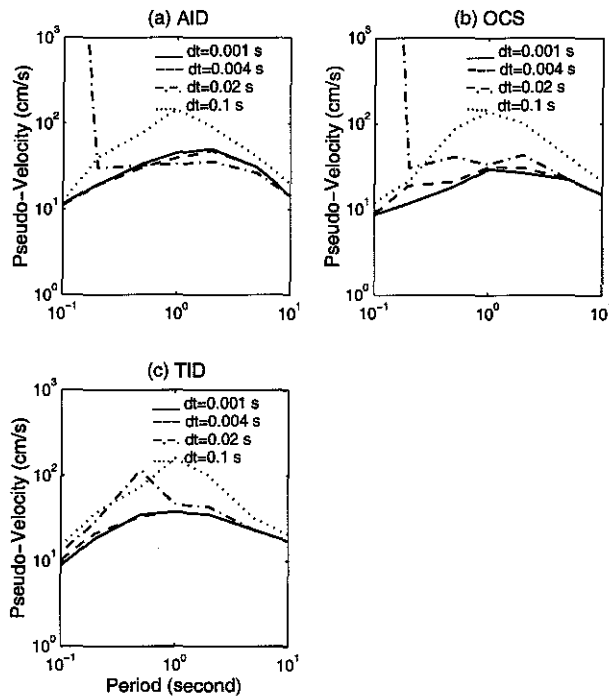 (a) AID
10³
10²
10¹
10⁰
Pseudo-Velocity (cm/s)
dt=0.001 s
dt=0.004 s
dt=0.02 s
dt=0.1 s
10⁻¹
10⁰
10¹
(b) OCS
10³
10²
10¹
10⁰
Pseudo-Velocity (cm/s)
dt=0.001 s
dt=0.004 s
dt=0.02 s
dt=0.1 s
10⁻¹
10⁰
10¹
(c) TID
10³
10²
10¹
10⁰
Pseudo-Velocity (cm/s)
dt=0.001 s
dt=0.004 s
dt=0.02 s
dt=0.1 s
10⁻¹
10⁰
10¹
Period (second)